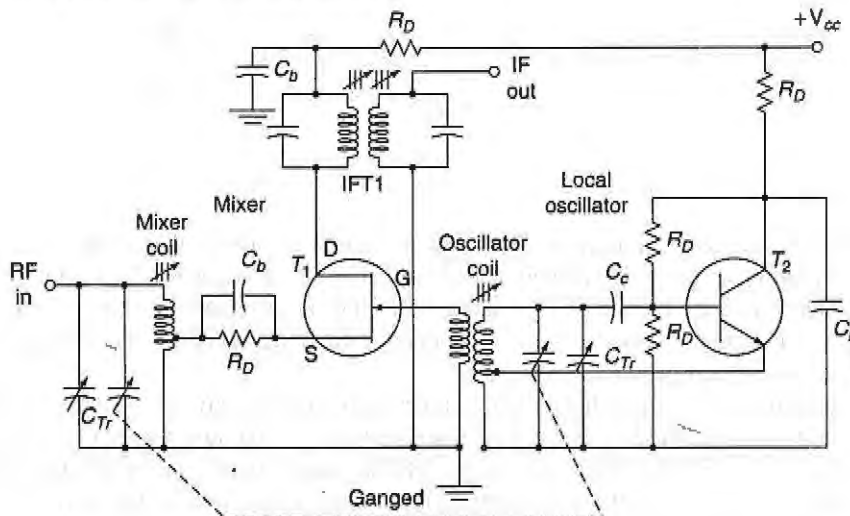 R_D
+V_cc
C_b
IF
out
R_D
IFT1
Mixer
coil
Mixer
Local
oscillator
RF
in
C_b
T_1
D
G
S
R_D
Oscillator
coil
C_c
R_D
T_2
R_D
C_Tr
C_Tr
Ganged